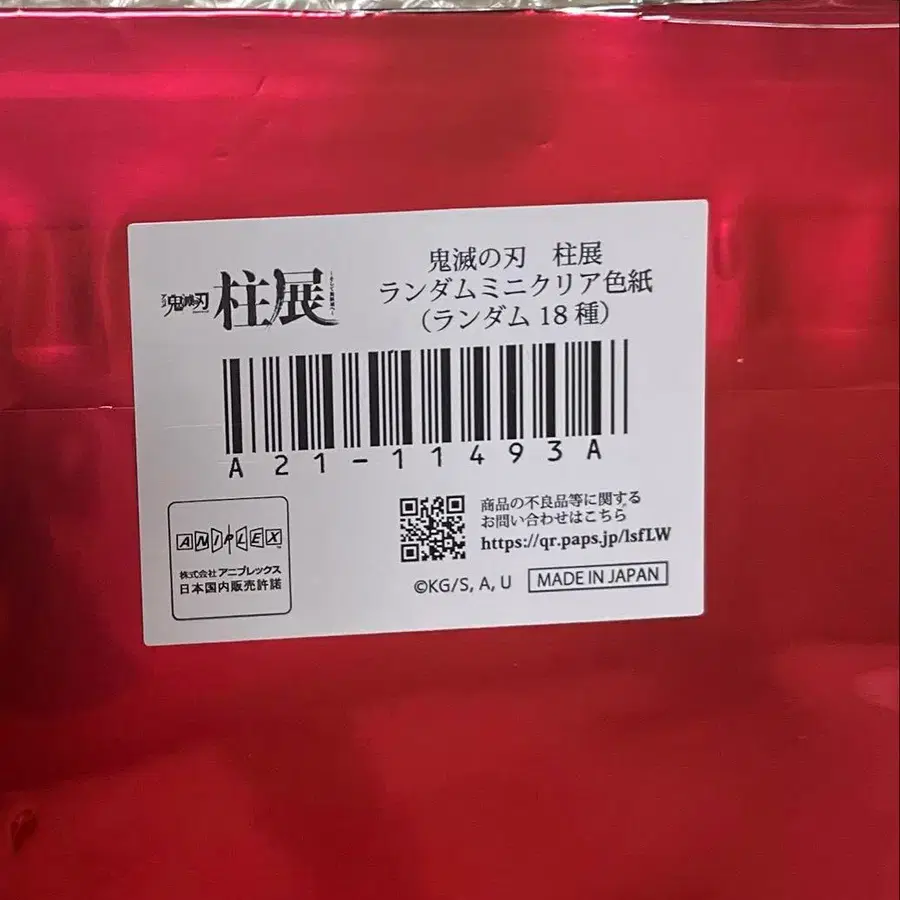 鬼滅の刃
柱展
鬼滅の刃　柱展
ランダムミニクリア色紙
（ランダム 18 種）
A21-11493A
ANIPLEX
株式会社アニプレックス
日本国内販売許諾
商品の不良品等に関する
お問い合わせはこちら
https://qr.paps.jp/lsfLW
©KG/S, A, U
MADE IN JAPAN